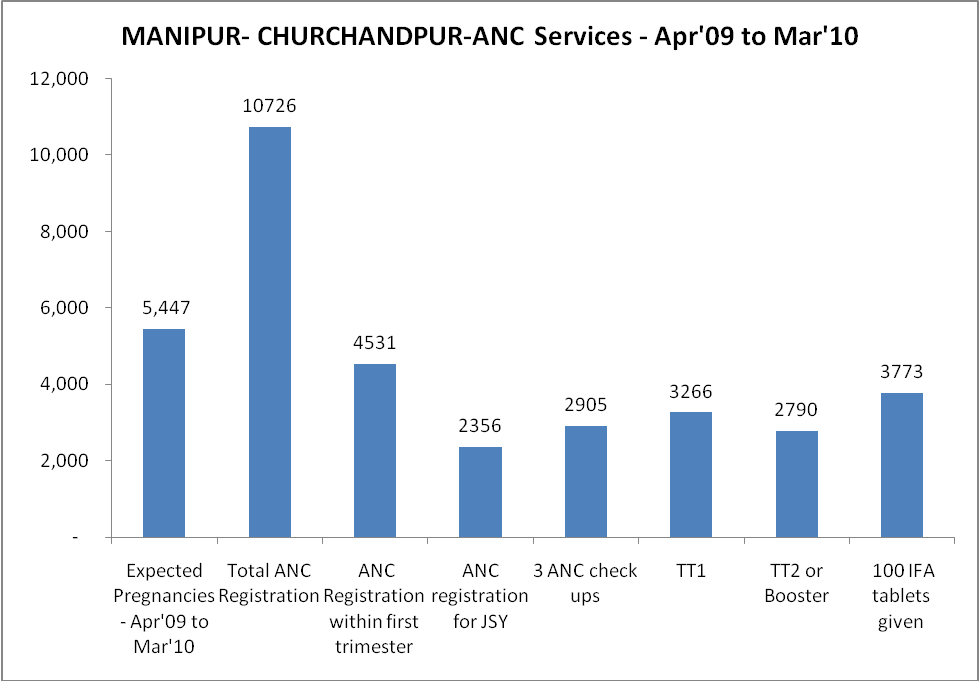 MANIPUR- CHURCHANDPUR-ANC Services - Apr'09 to Mar'10
12,000
10,000
8,000
6,000
4,000
2,000
-
5,447
10726
4531
2356
2905
3266
2790
3773
Expected
Pregnancies
- Apr'09 to
Mar'10
Total ANC
Registration
ANC
Registration
within first
trimester
ANC
registration
for JSY
3 ANC check
ups
TT1
TT2 or
Booster
100 IFA
tablets
given